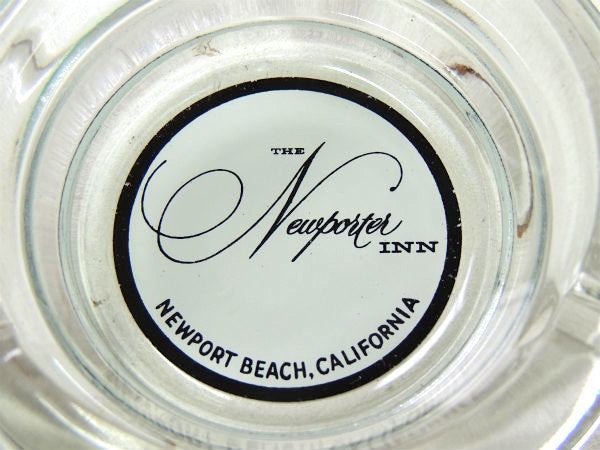 THE
Newporter
INN
NEWPORT BEACH, CALIFORNIA